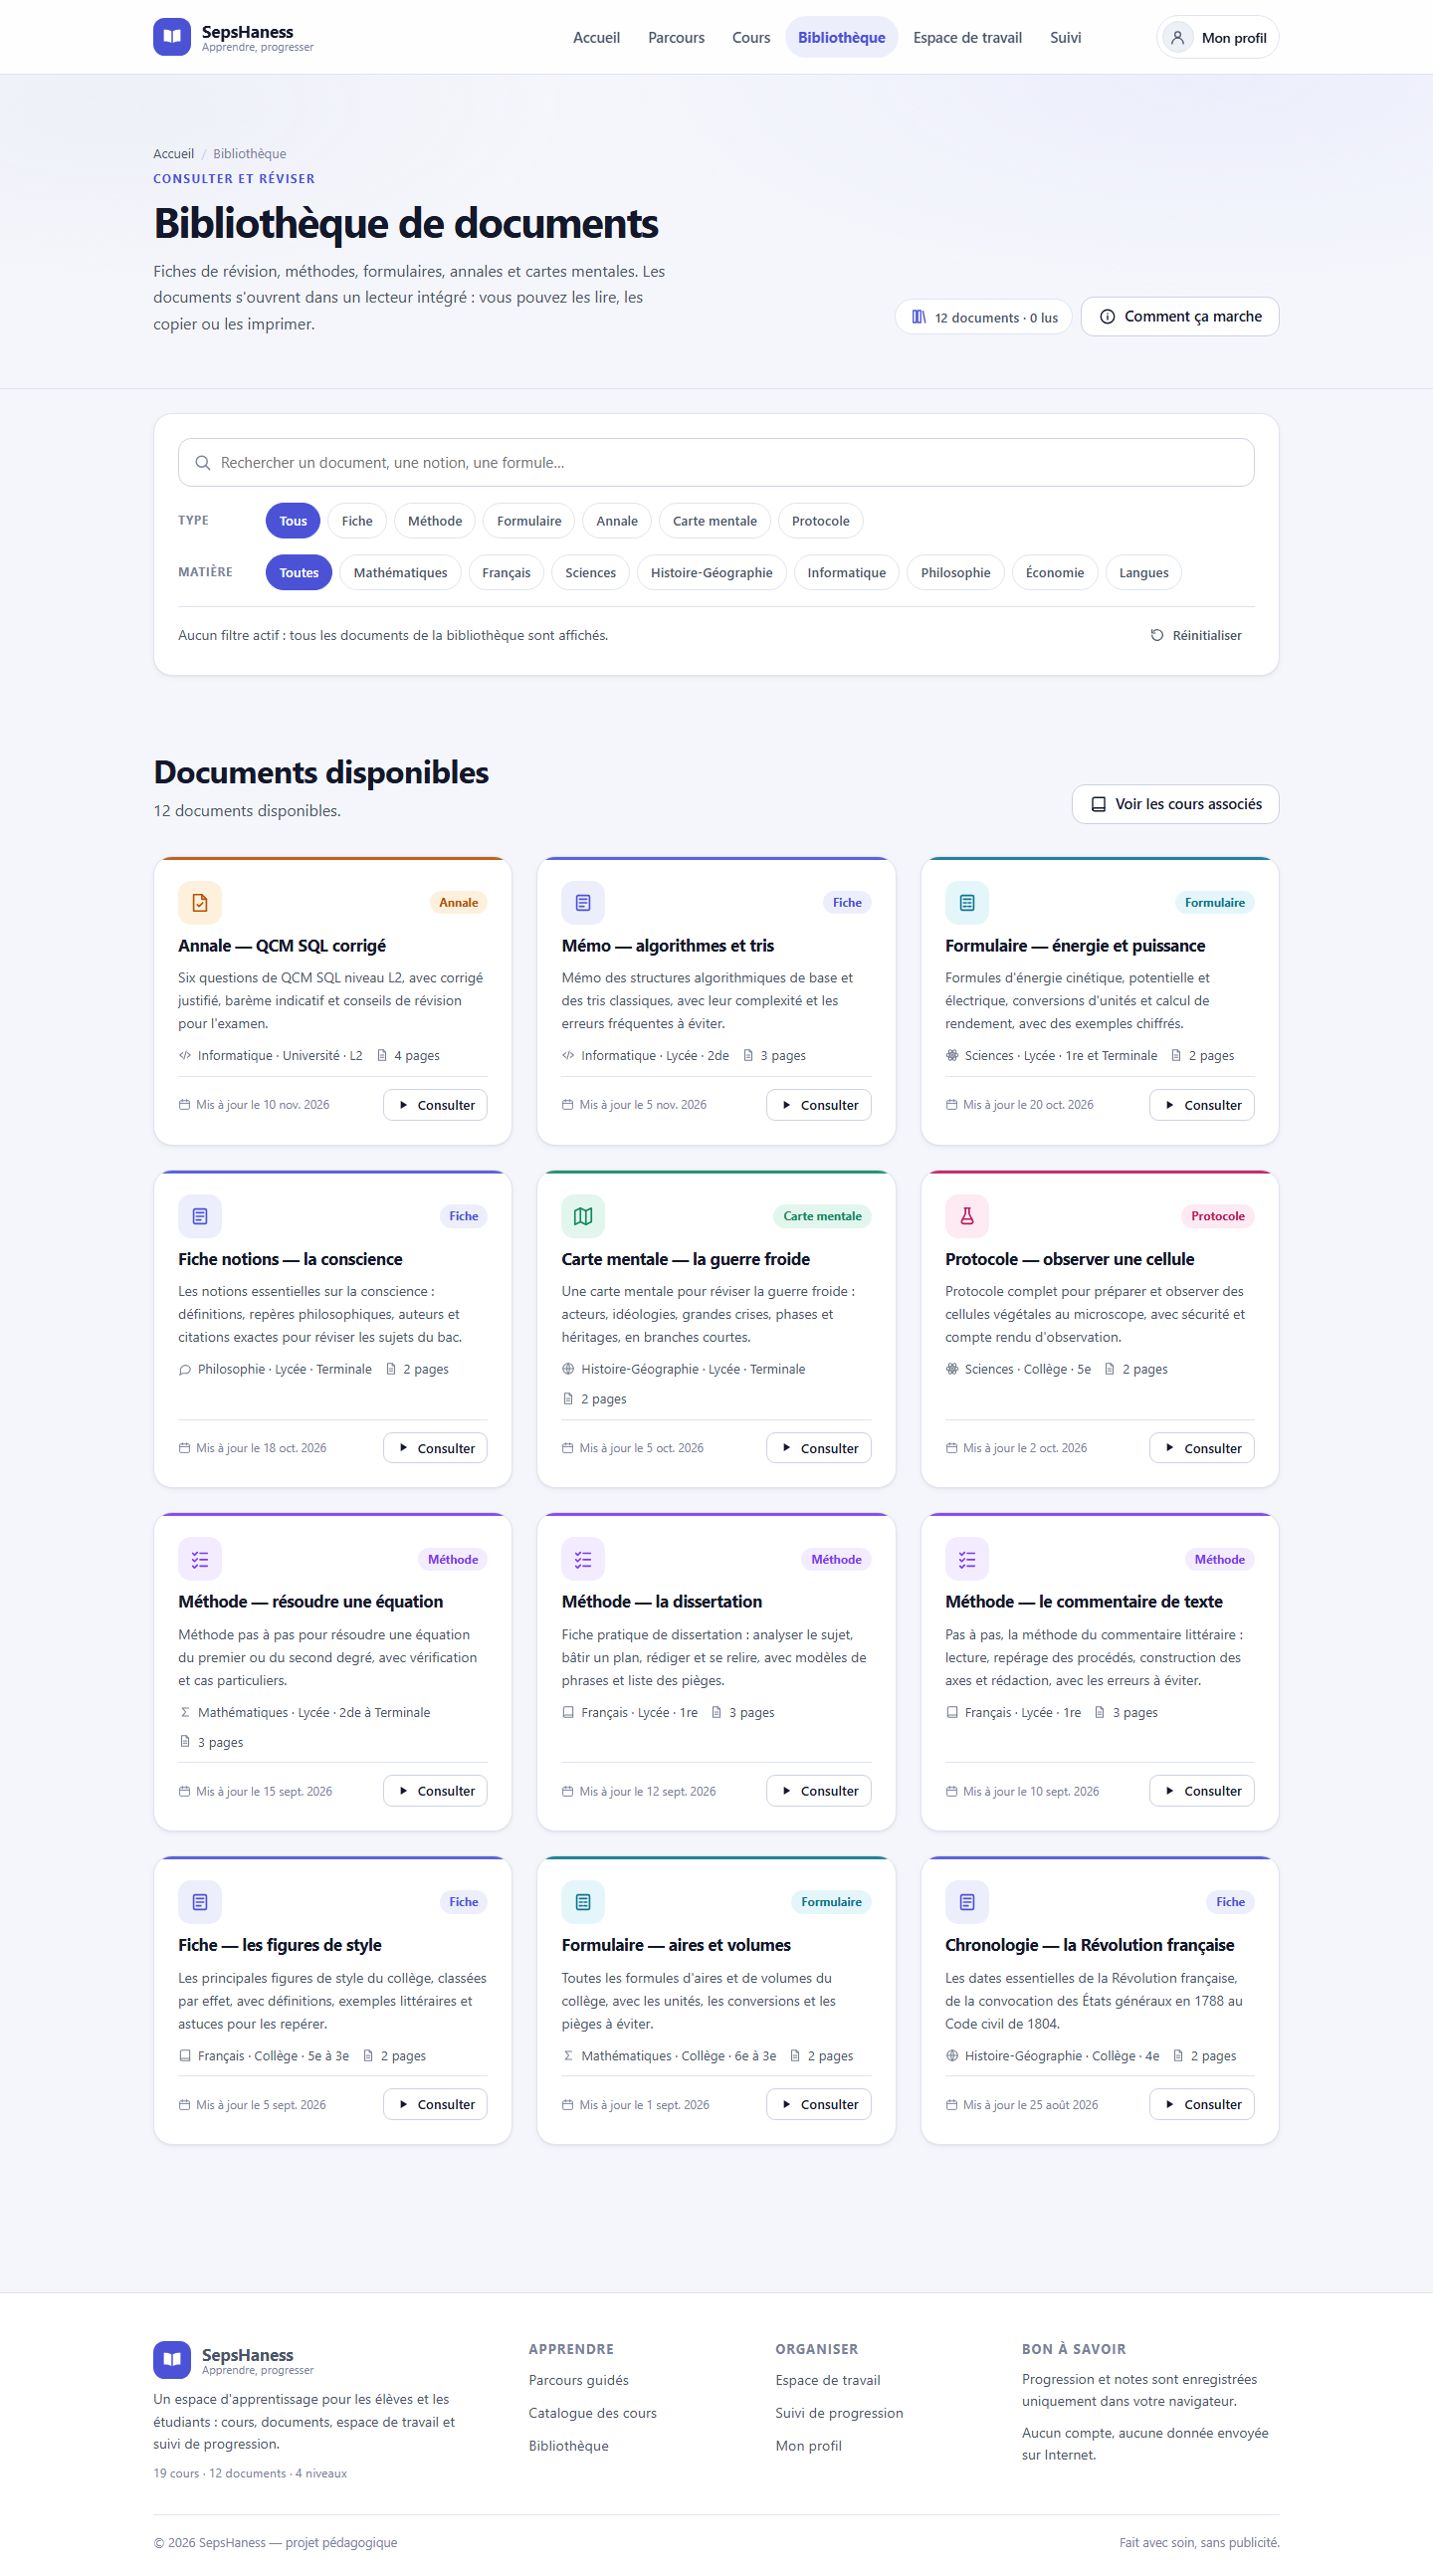 SepsHaness
Apprendre, progresser
Accueil
Parcours
Cours
Bibliothèque
Espace de travail
Suivi
Mon profil
Accueil / Bibliothèque
CONSULTER ET RÉVISER
Bibliothèque de documents
Fiches de révision, méthodes, formulaires, annales et cartes mentales. Les
documents s'ouvrent dans un lecteur intégré : vous pouvez les lire, les
copier ou les imprimer.
12 documents · 0 lus
Comment ça marche
Rechercher un document, une notion, une formule...
TYPE
Tous
Fiche
Méthode
Formulaire
Annale
Carte mentale
Protocole
MATIÈRE
Toutes
Mathématiques
Français
Sciences
Histoire-Géographie
Informatique
Philosophie
Économie
Langues
Aucun filtre actif : tous les documents de la bibliothèque sont affichés.
Réinitialiser
Documents disponibles
12 documents disponibles.
Voir les cours associés
Annale
Annale — QCM SQL corrigé
Six questions de QCM SQL niveau L2, avec corrigé
justifié, barème indicatif et conseils de révision
pour l'examen.
Informatique · Université · L2
4 pages
Mis à jour le 10 nov. 2026
Consulter
Fiche
Mémo — algorithmes et tris
Mémo des structures algorithmiques de base et
des tris classiques, avec leur complexité et les
erreurs fréquentes à éviter.
Informatique · Lycée · 2de
3 pages
Mis à jour le 5 nov. 2026
Consulter
Formulaire
Formulaire — énergie et puissance
Formules d'énergie cinétique, potentielle et
électrique, conversions d'unités et calcul de
rendement, avec des exemples chiffrés.
Sciences · Lycée · 1re et Terminale
2 pages
Mis à jour le 20 oct. 2026
Consulter
Fiche
Fiche notions — la conscience
Les notions essentielles sur la conscience :
définitions, repères philosophiques, auteurs et
citations exactes pour réviser les sujets du bac.
Philosophie · Lycée · Terminale
2 pages
Mis à jour le 18 oct. 2026
Consulter
Carte mentale
Carte mentale — la guerre froide
Une carte mentale pour réviser la guerre froide :
acteurs, idéologies, grandes crises, phases et
héritages, en branches courtes.
Histoire-Géographie · Lycée · Terminale
2 pages
Mis à jour le 5 oct. 2026
Consulter
Protocole
Protocole — observer une cellule
Protocole complet pour préparer et observer des
cellules végétales au microscope, avec sécurité et
compte rendu d'observation.
Sciences · Collège · 5e
2 pages
Mis à jour le 2 oct. 2026
Consulter
Méthode
Méthode — résoudre une équation
Méthode pas à pas pour résoudre une équation
du premier ou du second degré, avec vérification
et cas particuliers.
Mathématiques · Lycée · 2de à Terminale
3 pages
Mis à jour le 15 sept. 2026
Consulter
Méthode
Méthode — la dissertation
Fiche pratique de dissertation : analyser le sujet,
bâtir un plan, rédiger et se relire, avec modèles de
phrases et liste des pièges.
Français · Lycée · 1re
3 pages
Mis à jour le 12 sept. 2026
Consulter
Méthode
Méthode — le commentaire de texte
Pas à pas, la méthode du commentaire littéraire :
lecture, repérage des procédés, construction des
axes et rédaction, avec les erreurs à éviter.
Français · Lycée · 1re
3 pages
Mis à jour le 10 sept. 2026
Consulter
Fiche
Fiche — les figures de style
Les principales figures de style du collège, classées
par effet, avec définitions, exemples littéraires et
astuces pour les repérer.
Français · Collège · 5e à 3e
2 pages
Mis à jour le 5 sept. 2026
Consulter
Formulaire
Formulaire — aires et volumes
Toutes les formules d'aires et de volumes du
collège, avec les unités, les conversions et les
pièges à éviter.
Mathématiques · Collège · 6e à 3e
2 pages
Mis à jour le 1 sept. 2026
Consulter
Fiche
Chronologie — la Révolution française
Les dates essentielles de la Révolution française,
de la convocation des États généraux en 1788 au
Code civil de 1804.
Histoire-Géographie · Collège · 4e
2 pages
Mis à jour le 25 août 2026
Consulter
SepsHaness
Apprendre, progresser
Un espace d'apprentissage pour les élèves et les
étudiants : cours, documents, espace de travail et
suivi de progression.
19 cours · 12 documents · 4 niveaux
APPRENDRE
Parcours guidés
Catalogue des cours
Bibliothèque
ORGANISER
Espace de travail
Suivi de progression
Mon profil
BON À SAVOIR
Progression et notes sont enregistrées
uniquement dans votre navigateur.
Aucun compte, aucune donnée envoyée
sur Internet.
© 2026 SepsHaness — projet pédagogique
Fait avec soin, sans publicité.